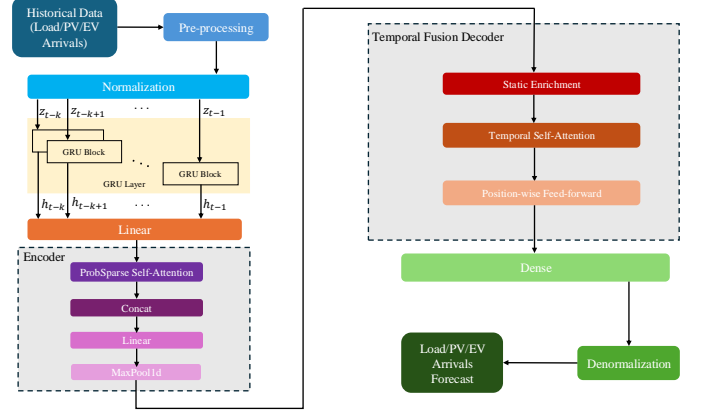 Historical Data
(Load/PV/EV
Arrivals)
Pre-processing
Normalization
z_{t-k}
z_{t-k+1}
. . .
z_{t-1}
GRU Block
GRU Block
GRU Layer
h_{t-k}
h_{t-k+1}
. . .
h_{t-1}
Linear
Encoder
ProbSparse Self-Attention
Concat
Linear
MaxPool1d
Temporal Fusion Decoder
Static Enrichment
Temporal Self-Attention
Position-wise Feed-forward
Dense
Denormalization
Load/PV/EV
Arrivals
Forecast